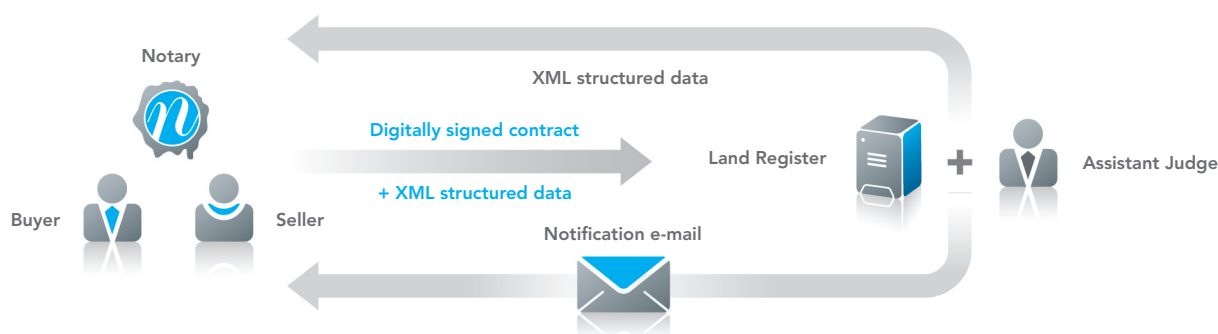 Notary
XML structured data
n
Digitally signed contract
Land Register
Assistant Judge
+ XML structured data
Buyer
Seller
Notification e-mail